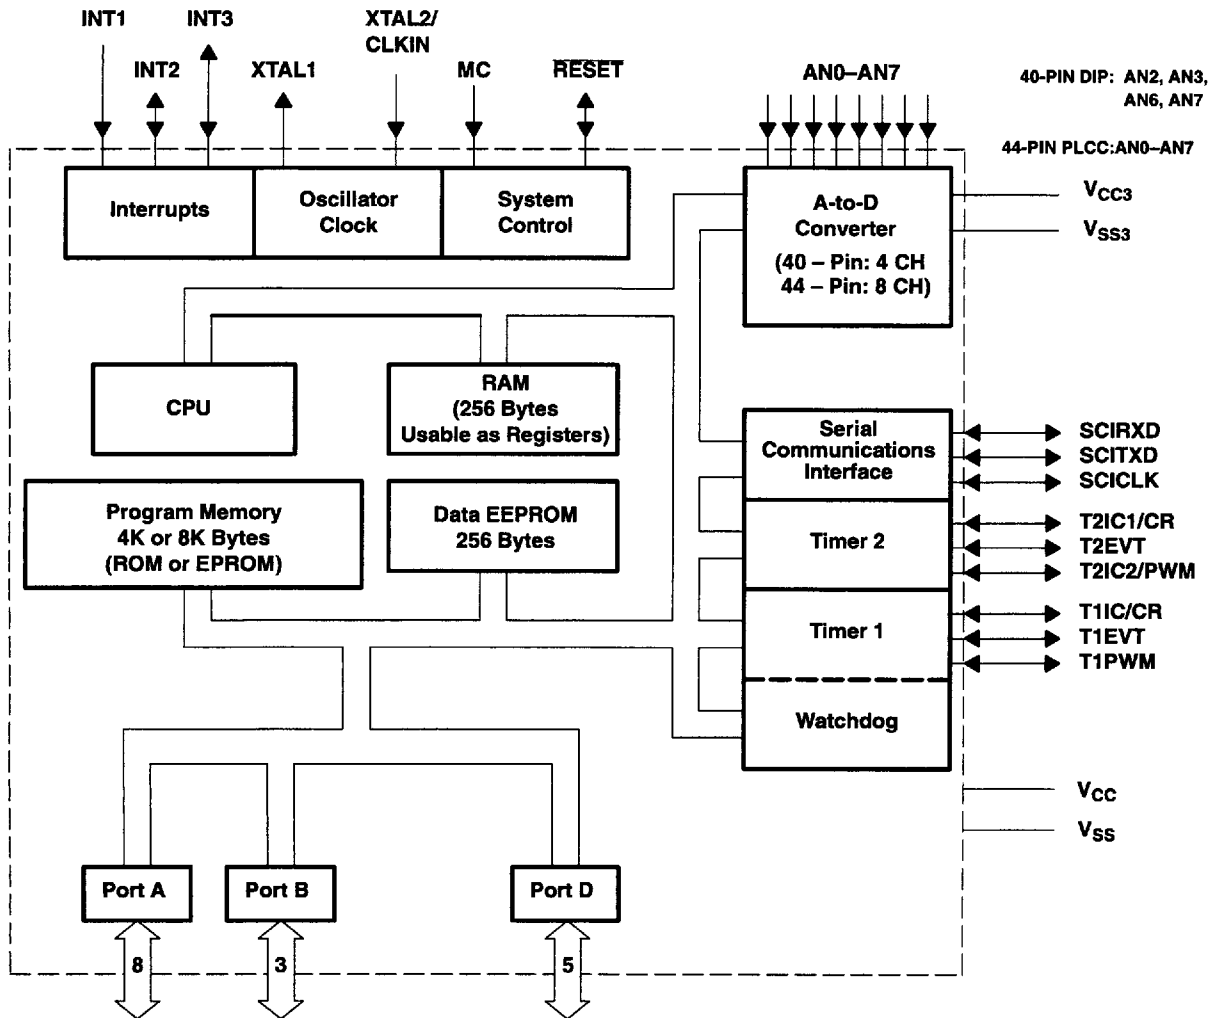 INT1
INT3
XTAL2/
CLKIN
INT2
XTAL1
MC
RESET
AN0–AN7
40-PIN DIP: AN2, AN3,
AN6, AN7
44-PIN PLCC:AN0–AN7
Interrupts
Oscillator
Clock
System
Control
A-to-D
Converter
(40 – Pin: 4 CH
44 – Pin: 8 CH)
VCC3
VSS3
CPU
RAM
(256 Bytes
Usable as Registers)
Program Memory
4K or 8K Bytes
(ROM or EPROM)
Data EEPROM
256 Bytes
Serial
Communications
Interface
SCIRXD
SCITXD
SCICLK
Timer 2
T2IC1/CR
T2EVT
T2IC2/PWM
Timer 1
T1IC/CR
T1EVT
T1PWM
Watchdog
VCC
VSS
Port A
Port B
Port D
8
3
5